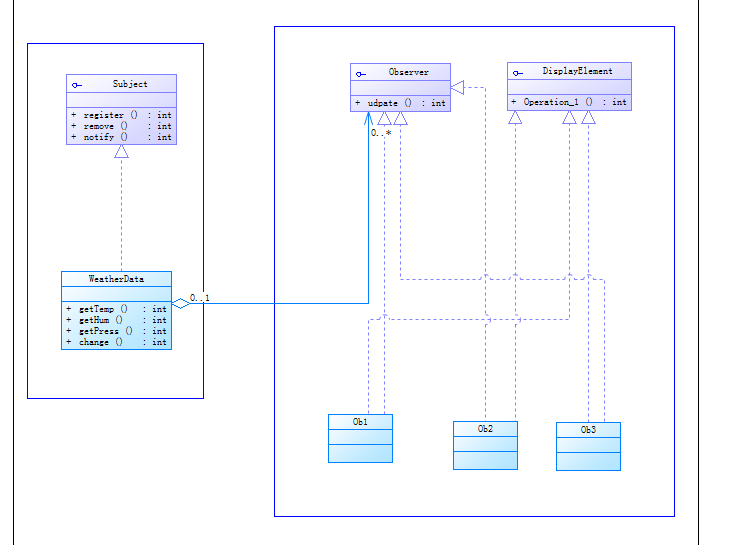 Subject
+ register () : int
+ remove () : int
+ notify () : int
Observer
+ udpate () : int
DisplayElement
+ Operation_1 () : int
0..*
WeatherData
+ getTemp () : int
+ getHum () : int
+ getPress () : int
+ change () : int
0..1
Ob1
Ob2
Ob3